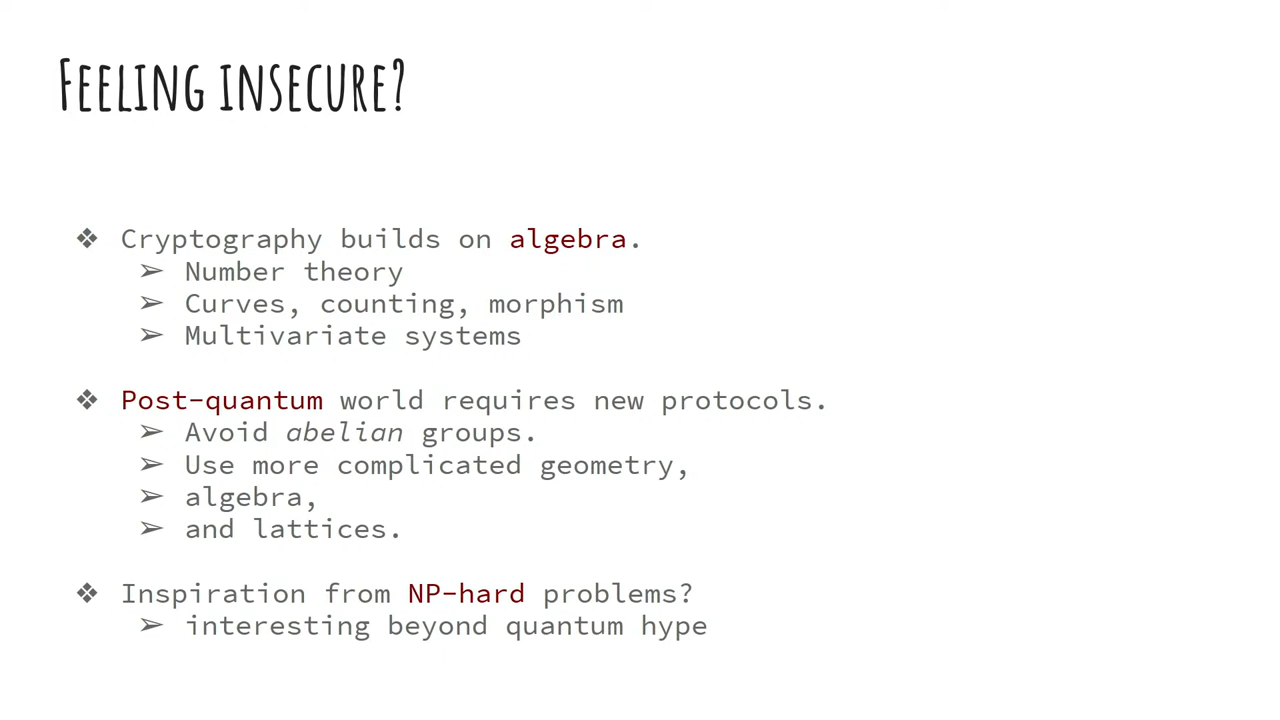 FEELING INSECURE?
❖ Cryptography builds on algebra.
➢ Number theory
➢ Curves, counting, morphism
➢ Multivariate systems
❖ Post-quantum world requires new protocols.
➢ Avoid abelian groups.
➢ Use more complicated geometry,
➢ algebra,
➢ and lattices.
❖ Inspiration from NP-hard problems?
➢ interesting beyond quantum hype